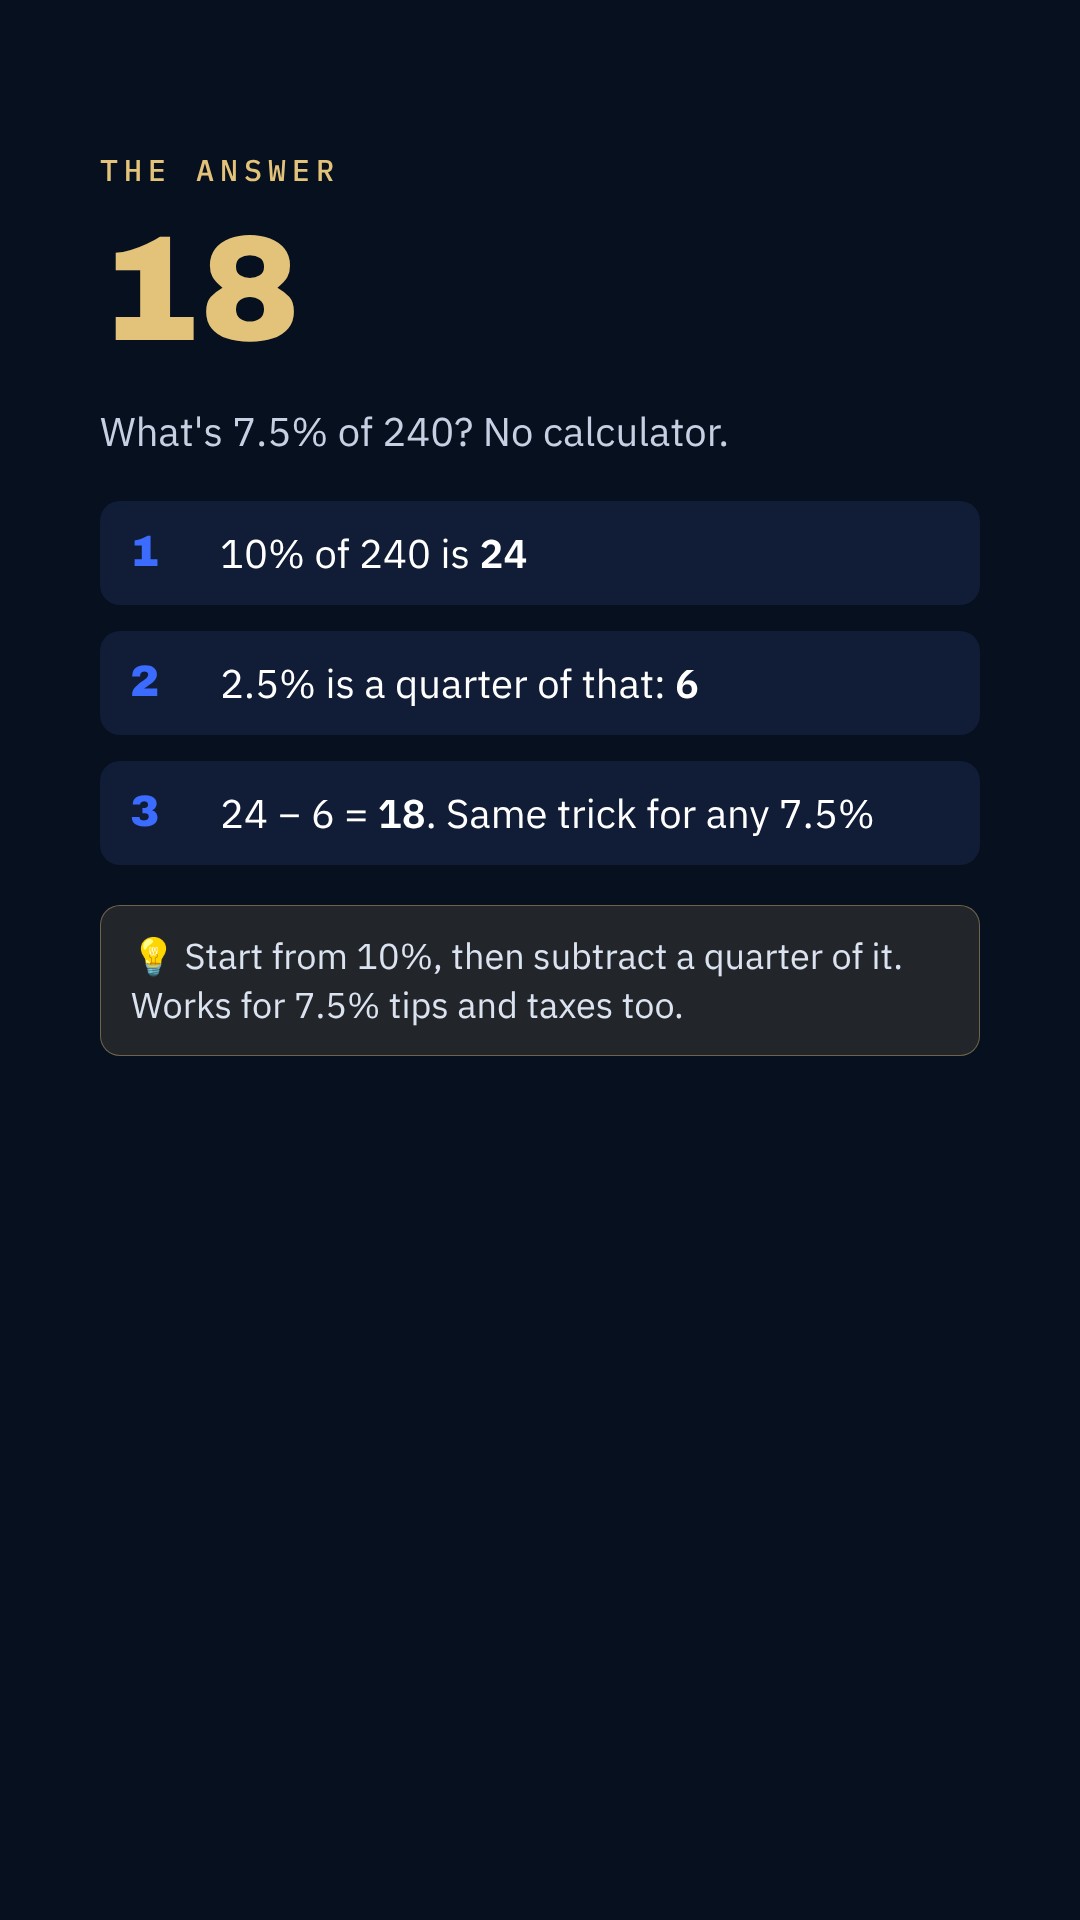 THE ANSWER
18
What's 7.5% of 240? No calculator.
1 10% of 240 is 24
2 2.5% is a quarter of that: 6
3 24 − 6 = 18. Same trick for any 7.5%
💡 Start from 10%, then subtract a quarter of it.
Works for 7.5% tips and taxes too.